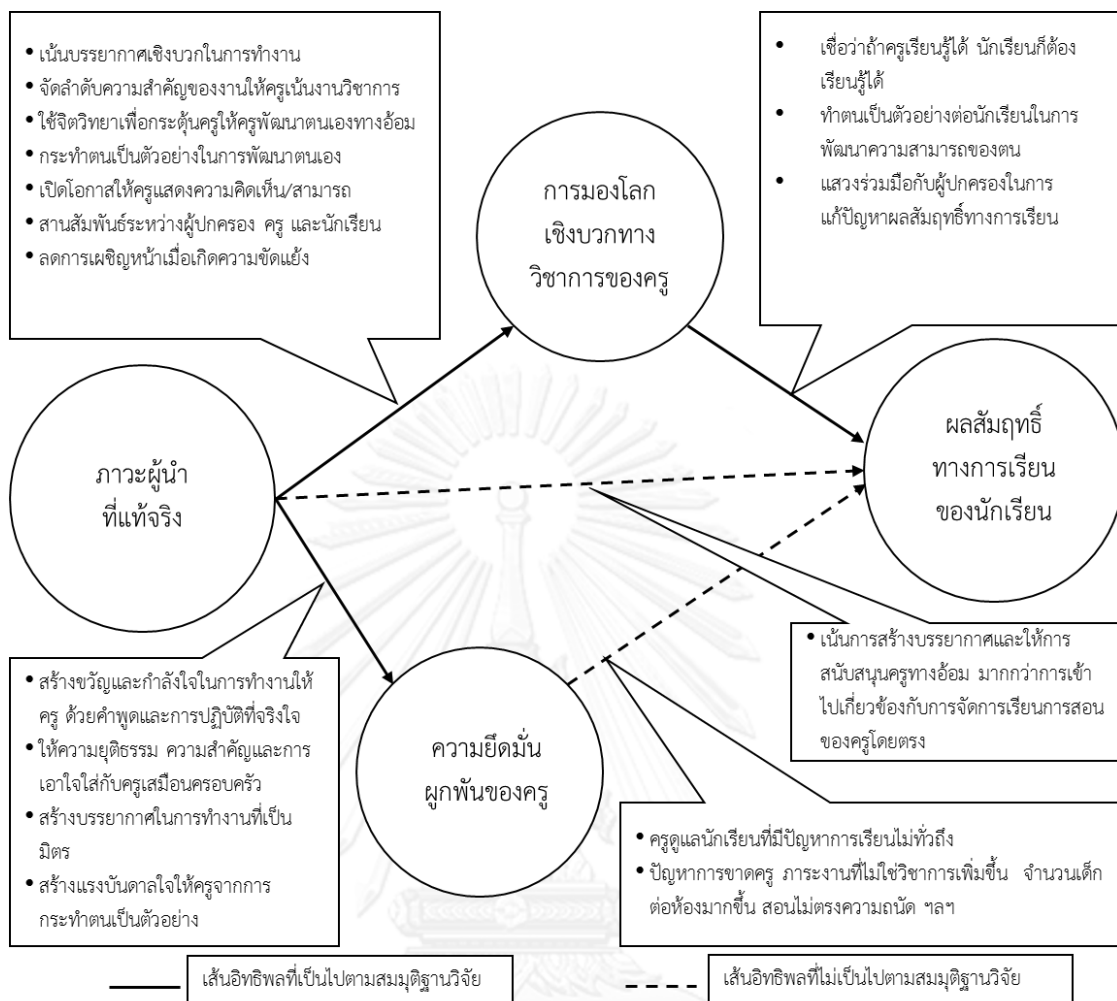 • เน้นบรรยากาศเชิงบวกในการทำงาน
• จัดลำดับความสำคัญของงานให้ครูเน้นงานวิชาการ
• ใช้จิตวิทยาเพื่อกระตุ้นครูให้ครูพัฒนาตนเองทางอ้อม
• กระทำตนเป็นตัวอย่างในการพัฒนาตนเอง
• เปิดโอกาสให้ครูแสดงความคิดเห็น/สามารถ
• สานสัมพันธ์ระหว่างผู้ปกครอง ครู และนักเรียน
• ลดการเผชิญหน้าเมื่อเกิดความขัดแย้ง
การมองโลก
เชิงบวกทาง
วิชาการของครู
• เชื่อว่าถ้าครูเรียนรู้ได้ นักเรียนก็ต้อง
เรียนรู้ได้
• ทำตนเป็นตัวอย่างต่อนักเรียนในการ
พัฒนาความสามารถของตน
• แสวงร่วมมือกับผู้ปกครองในการ
แก้ปัญหาผลสัมฤทธิ์ทางการเรียน
ภาวะผู้นำ
ที่แท้จริง
ผลสัมฤทธิ์
ทางการเรียน
ของนักเรียน
• สร้างขวัญและกำลังใจในการทำงานให้
ครู ด้วยคำพูดและการปฏิบัติที่จริงใจ
• ให้ความยุติธรรม ความสำคัญและการ
เอาใจใส่กับครูเสมือนครอบครัว
• สร้างบรรยากาศในการทำงานที่เป็น
มิตร
• สร้างแรงบันดาลใจให้ครูจากการ
กระทำตนเป็นตัวอย่าง
ความยึดมั่น
ผูกพันของครู
• เน้นการสร้างบรรยากาศและให้การ
สนับสนุนครูทางอ้อม มากกว่าการเข้า
ไปเกี่ยวข้องกับการจัดการเรียนการสอน
ของครูโดยตรง
• ครูดูแลนักเรียนที่มีปัญหาการเรียนไม่ทั่วถึง
• ปัญหาการขาดครู ภาระงานที่ไม่ใช่วิชาการเพิ่มขึ้น จำนวนเด็ก
ต่อห้องมากขึ้น สอนไม่ตรงความถนัด ฯลฯ
เส้นอิทธิพลที่เป็นไปตามสมมุติฐานวิจัย
เส้นอิทธิพลที่ไม่เป็นไปตามสมมุติฐานวิจัย